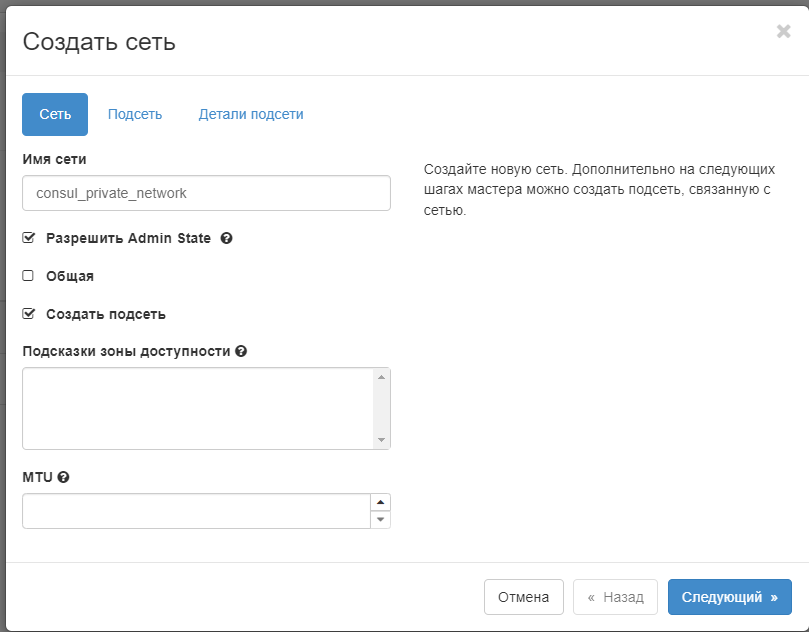 Создать сеть
Сеть Подсеть Детали подсети
Имя сети
consul_private_network
Разрешить Admin State
Общая
Создать подсеть
Подсказки зоны доступности
MTU
Создайте новую сеть. Дополнительно на следующих
шагах мастера можно создать подсеть, связанную с
сетью.
Отмена « Назад Следующий »